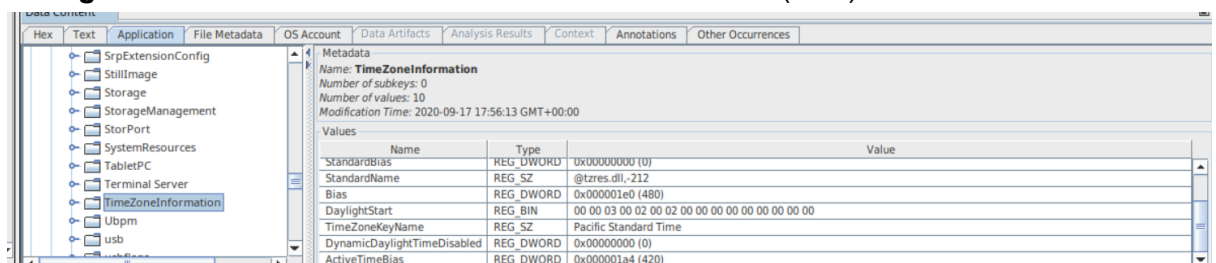 Data Content
Hex Text Application File Metadata OS Account Data Artifacts Analysis Results Context Annotations Other Occurrences
SrpExtensionConfig
StillImage
Storage
StorageManagement
StorPort
SystemResources
TabletPC
Terminal Server
TimeZoneInformation
Ubpm
usb
Metadata
Name: TimeZoneInformation
Number of subkeys: 0
Number of values: 10
Modification Time: 2020-09-17 17:56:13 GMT+00:00
Values
Name Type Value
StandardBias REG_DWORD 0x00000000 (0)
StandardName REG_SZ @tzres.dll,-212
Bias REG_DWORD 0x000001e0 (480)
DaylightStart REG_BIN 00 00 03 00 02 00 02 00 00 00 00 00 00 00 00 00
TimeZoneKeyName REG_SZ Pacific Standard Time
DynamicDaylightTimeDisabled REG_DWORD 0x00000000 (0)
ActiveTimeBias REG_DWORD 0x000001a4 (420)